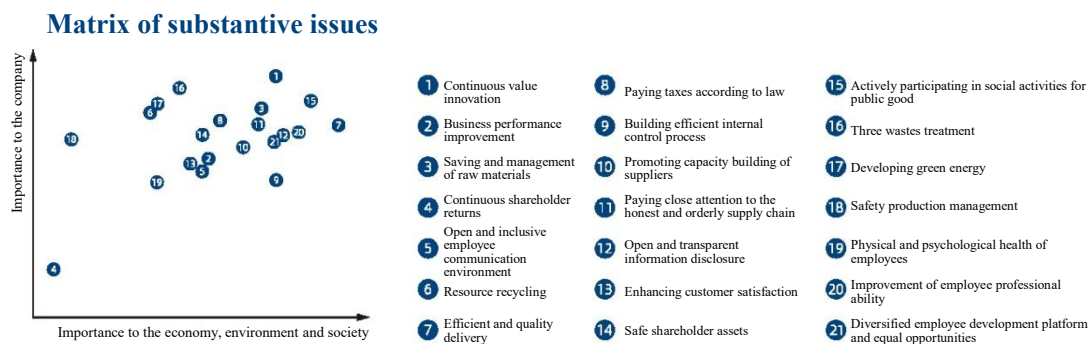 Matrix of substantive issues
Importance to the company
1
16
17
6
3
15
8
11
7
14
12
20
18
21
10
2
13
5
19
9
4
Importance to the economy, environment and society
1 Continuous value
innovation
2 Business performance
improvement
3 Saving and management
of raw materials
4 Continuous shareholder
returns
5 Open and inclusive
employee
communication
environment
6 Resource recycling
7 Efficient and quality
delivery
8 Paying taxes according to law
9 Building efficient internal
control process
10 Promoting capacity building of
suppliers
11 Paying close attention to the
honest and orderly supply chain
12 Open and transparent
information disclosure
13 Enhancing customer satisfaction
14 Safe shareholder assets
15 Actively participating in social activities for
public good
16 Three wastes treatment
17 Developing green energy
18 Safety production management
19 Physical and psychological health of
employees
20 Improvement of employee professional
ability
21 Diversified employee development platform
and equal opportunities